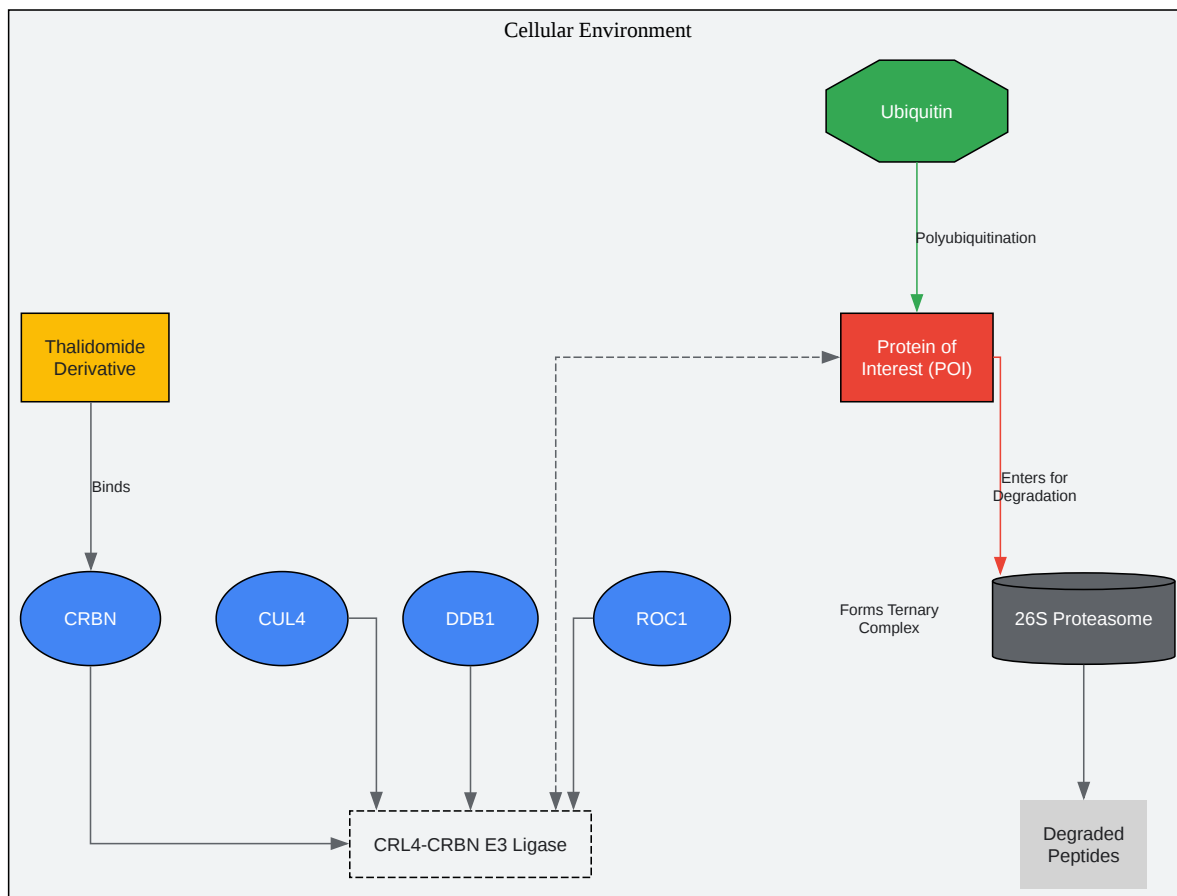 Cellular Environment
Ubiquitin
Polyubiquitination
Thalidomide
Derivative
Protein of
Interest (POI)
Binds
Enters for
Degradation
CRBN
CUL4
DDB1
ROC1
Forms Ternary
Complex
26S Proteasome
CRL4-CRBN E3 Ligase
Degraded
Peptides